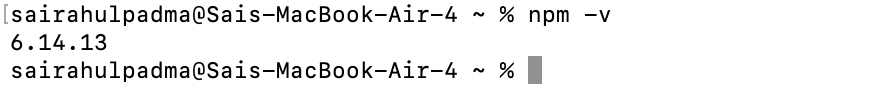 [sairahulpadma@Sais-MacBook-Air-4 ~ % npm -v
6.14.13
sairahulpadma@Sais-MacBook-Air-4 ~ %